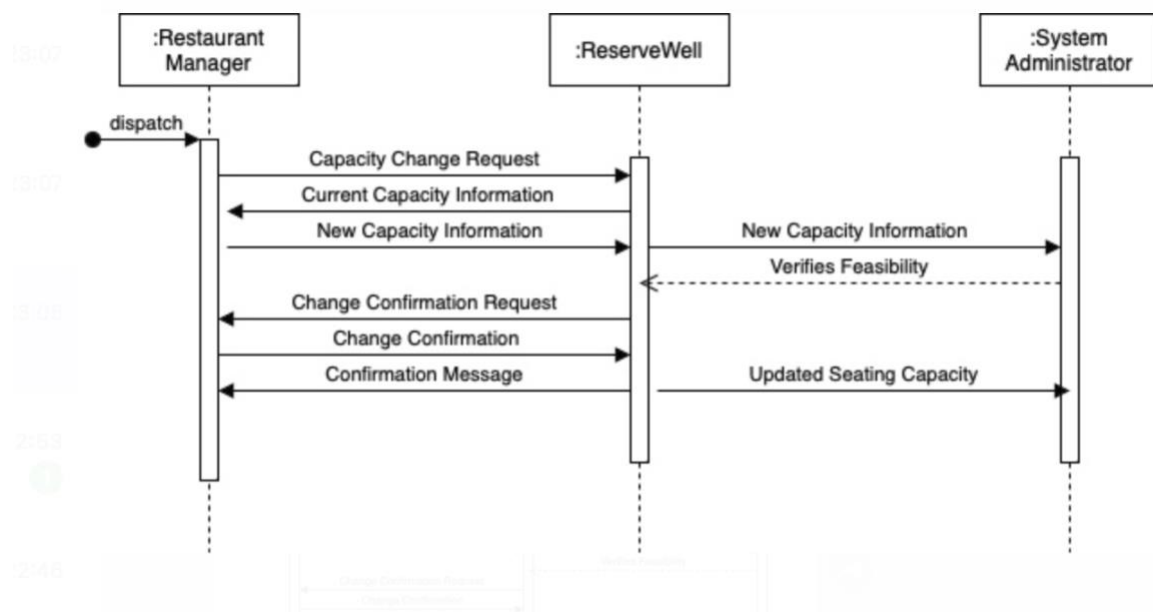 :Restaurant
Manager
:ReserveWell
:System
Administrator
dispatch
Capacity Change Request
Current Capacity Information
New Capacity Information
New Capacity Information
Verifies Feasibility
Change Confirmation Request
Change Confirmation
Confirmation Message
Updated Seating Capacity